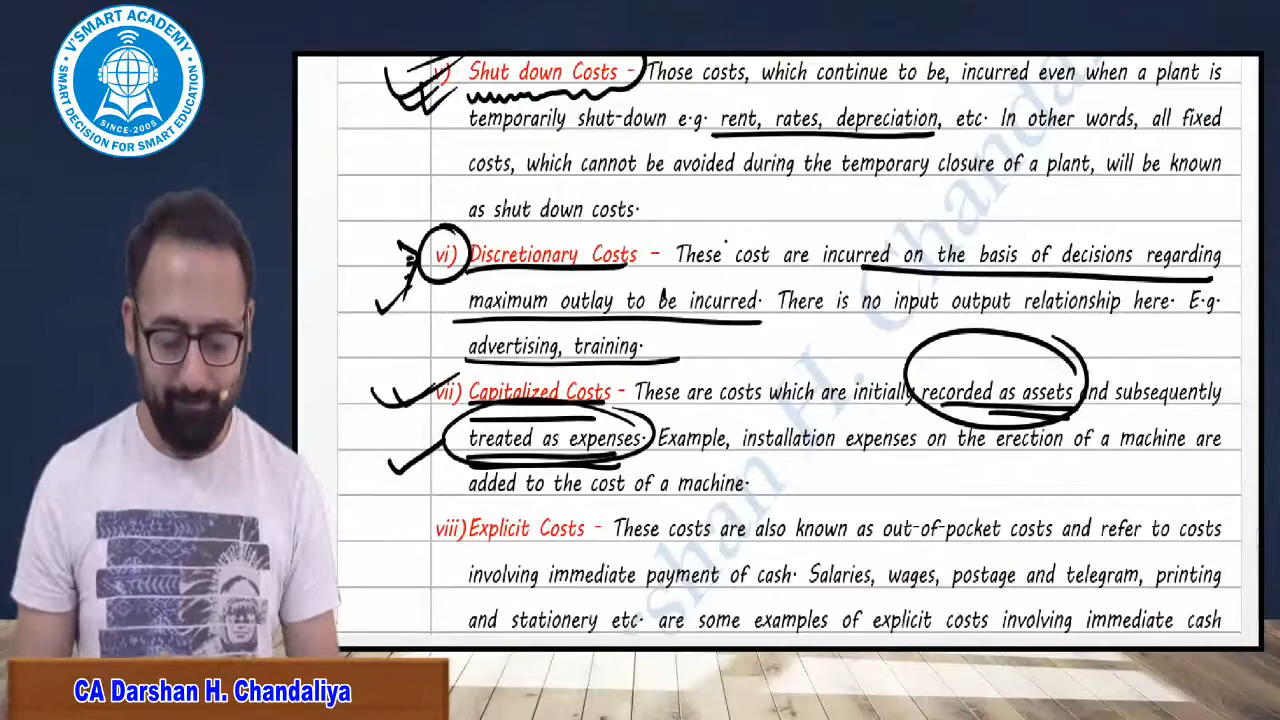 V'SMART ACADEMY
SINCE-2005
SMART DECISION FOR SMART EDUCATION
v) Shut down Costs - Those costs, which continue to be, incurred even when a plant is
temporarily shut-down e.g. rent, rates, depreciation, etc. In other words, all fixed
costs, which cannot be avoided during the temporary closure of a plant, will be known
as shut down costs.
vi) Discretionary Costs - These cost are incurred on the basis of decisions regarding
maximum outlay to be incurred. There is no input output relationship here. E.g.
advertising, training.
vii) Capitalized Costs - These are costs which are initially recorded as assets and subsequently
treated as expenses. Example, installation expenses on the erection of a machine are
added to the cost of a machine.
viii) Explicit Costs - These costs are also known as out-of-pocket costs and refer to costs
involving immediate payment of cash. Salaries, wages, postage and telegram, printing
and stationery etc. are some examples of explicit costs involving immediate cash
shan H. Chanda
CA Darshan H. Chandaliya